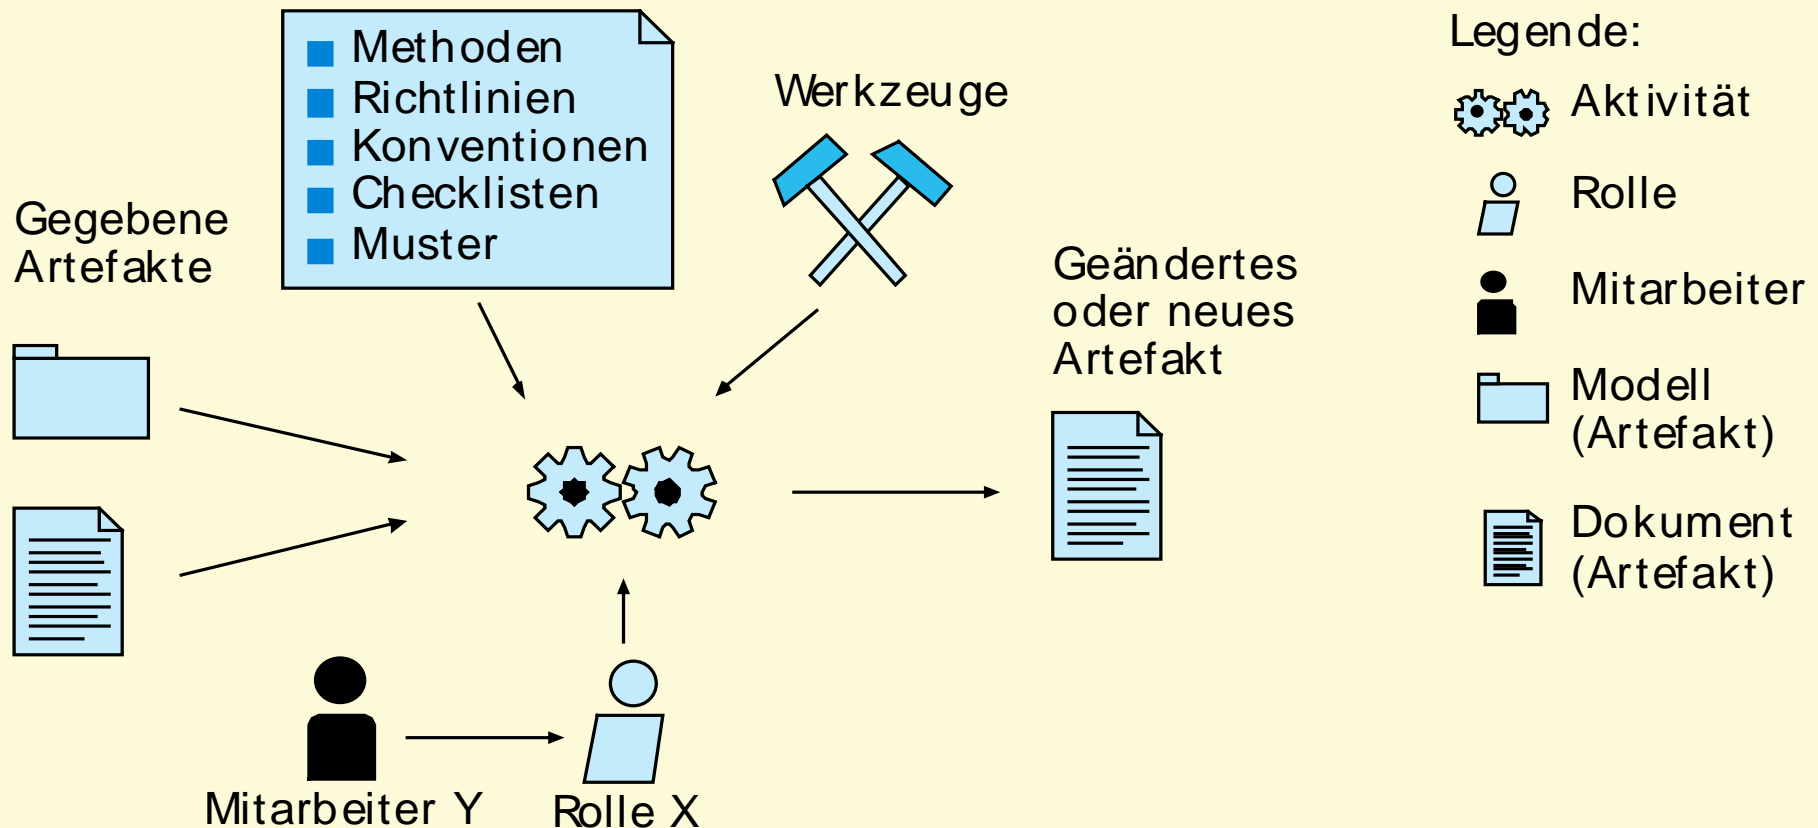 Methoden
Richtlinien
Konventionen
Checklisten
Muster
Werkzeuge
Gegebene
Artefakte
Geändertes
oder neues
Artefakt
Mitarbeiter Y
Rolle X
Legende:
Aktivität
Rolle
Mitarbeiter
Modell
(Artefakt)
Dokument
(Artefakt)